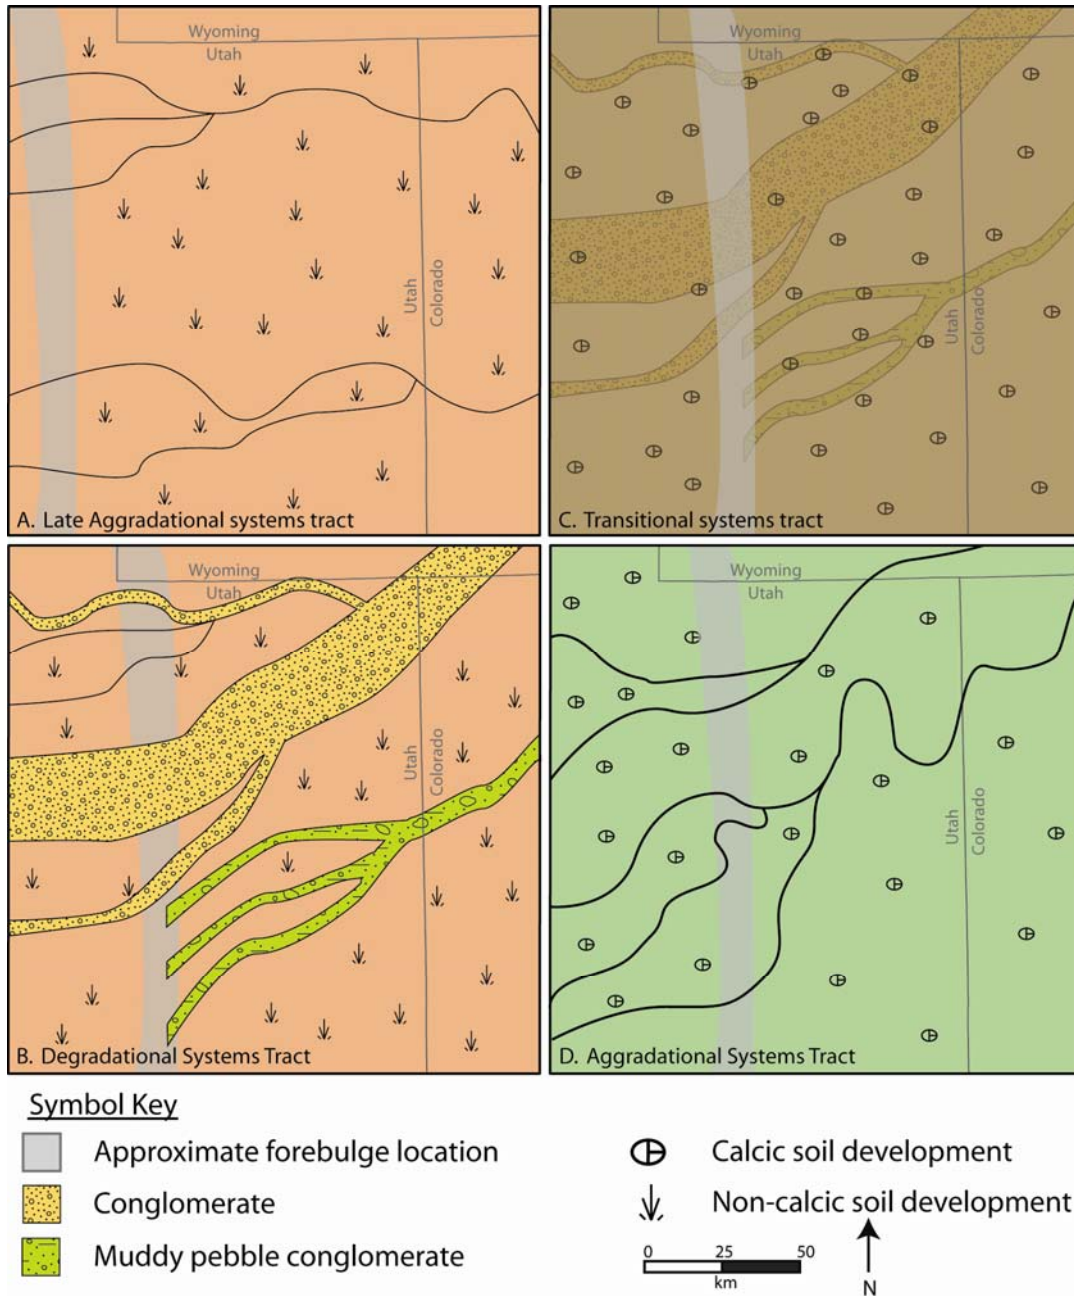 Wyoming
Utah
Utah
Colorado
A. Late Aggradational systems tract
Wyoming
Utah
Utah
Colorado
C. Transitional systems tract
Wyoming
Utah
Utah
Colorado
B. Degradational Systems Tract
Wyoming
Utah
Utah
Colorado
D. Aggradational Systems Tract
Symbol Key
Approximate forebulge location
Conglomerate
Muddy pebble conglomerate
Calcic soil development
Non-calcic soil development
0 25 50
km
N